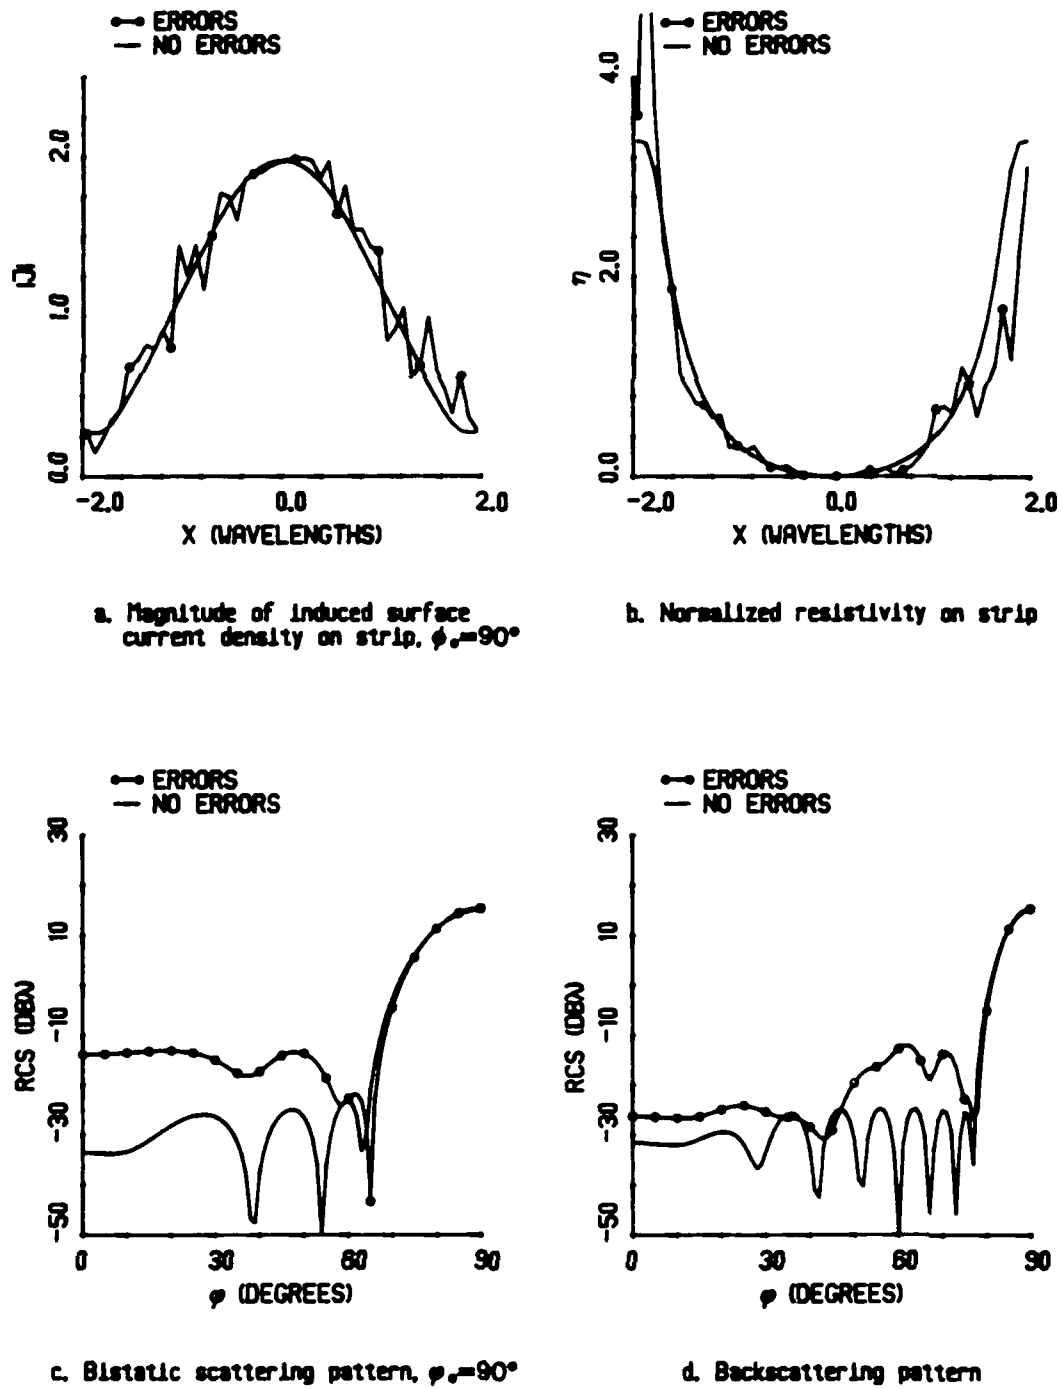 ERRORS
NO ERRORS
2.0
1.0
0.0
|J|
-2.0 0.0 2.0
X (WAVELENGTHS)
a. Magnitude of induced surface
current density on strip, φ₀=90°
ERRORS
NO ERRORS
4.0
2.0
0.0
η
-2.0 0.0 2.0
X (WAVELENGTHS)
b. Normalized resistivity on strip
ERRORS
NO ERRORS
30
10
-10
-30
-50
RCS (DBλ)
0 30 60 90
φ (DEGREES)
c. Bistatic scattering pattern, φ₀=90°
ERRORS
NO ERRORS
30
10
-10
-30
-50
RCS (DBλ)
0 30 60 90
φ (DEGREES)
d. Backscattering pattern